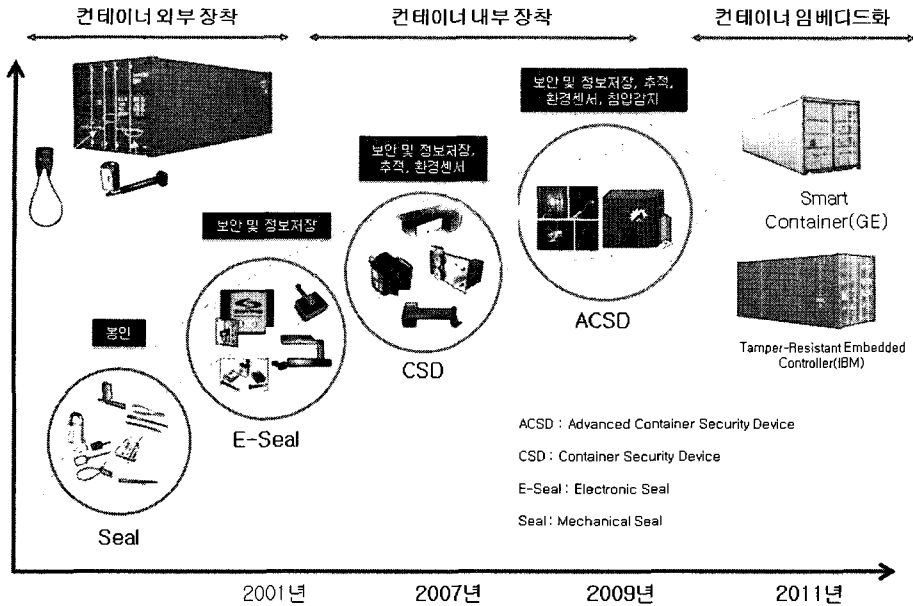 컨테이너 외부 장착
컨테이너 내부 장착
컨테이너 임베디드화
보안 및 정보저장, 추적,
환경센서, 침입감지
보안 및 정보저장,
추적, 환경센서
보안 및 정보저장
봉인
Smart
Container(GE)
Tamper-Resistant Embedded
Controller(IBM)
ACSD
CSD
E-Seal
Seal
ACSD : Advanced Container Security Device
CSD : Container Security Device
E-Seal : Electronic Seal
Seal : Mechanical Seal
2001년
2007년
2009년
2011년